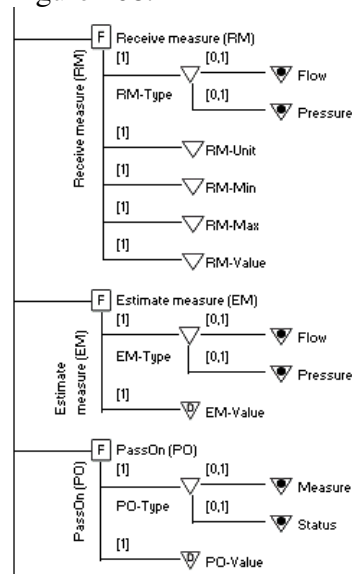 F Receive measure (RM)
Receive measure (RM)
[1] [0,1]
Flow
RM-Type [0,1]
Pressure
[1]
RM-Unit
[1]
RM-Min
[1]
RM-Max
[1]
RM-Value
F Estimate measure (EM)
Estimate
measure (EM)
[1] [0,1]
Flow
EM-Type [0,1]
Pressure
[1]
D EM-Value
F PassOn (PO)
PassOn (PO)
[1] [0,1]
Measure
PO-Type [0,1]
Status
[1]
D PO-Value